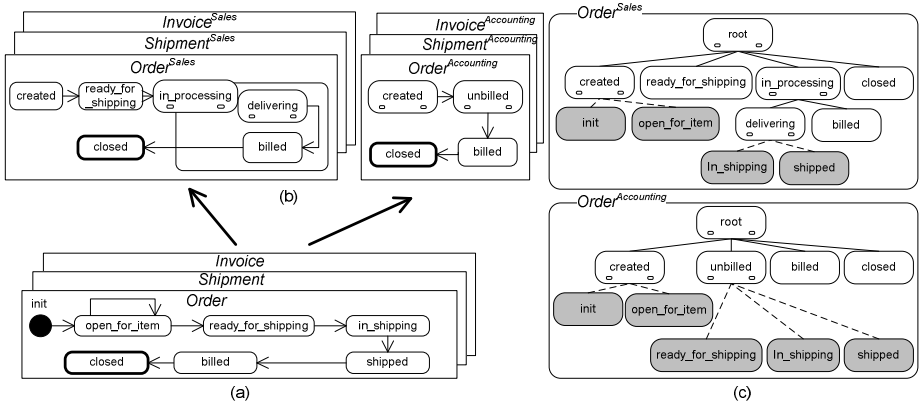 Invoice^Sales
Shipment^Sales
Order^Sales
created
ready_for
_shipping
in_processing
delivering
closed
billed
(b)
Invoice^Accounting
Shipment^Accounting
Order^Accounting
created
unbilled
closed
billed
Invoice
Shipment
Order
init
open_for_item
ready_for_shipping
in_shipping
closed
billed
shipped
(a)
Order^Sales
root
created
ready_for_shipping
in_processing
closed
init
open_for_item
delivering
billed
In_shipping
shipped
Order^Accounting
root
created
unbilled
billed
closed
init
open_for_item
ready_for_shipping
In_shipping
shipped
(c)